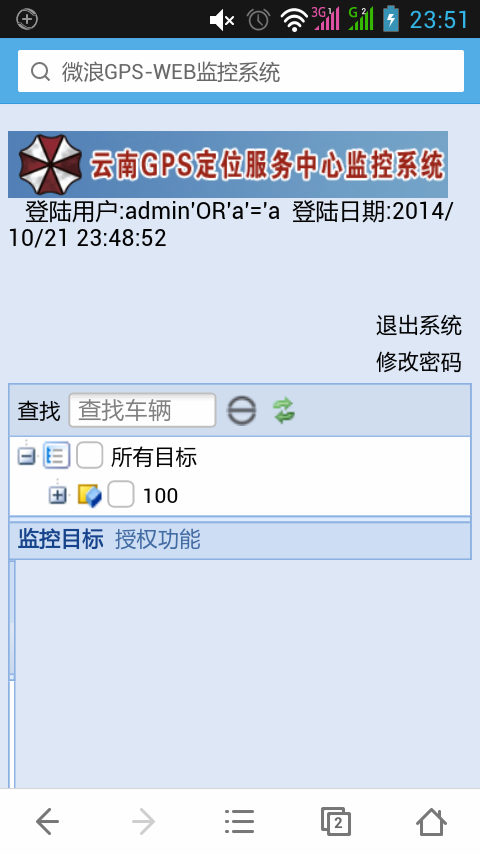 3G 1 G 2 23:51
微浪GPS-WEB监控系统
云南GPS定位服务中心监控系统
登陆用户:admin'OR'a'='a 登陆日期:2014/
10/21 23:48:52
退出系统
修改密码
查找 查找车辆
所有目标
100
监控目标 授权功能
2